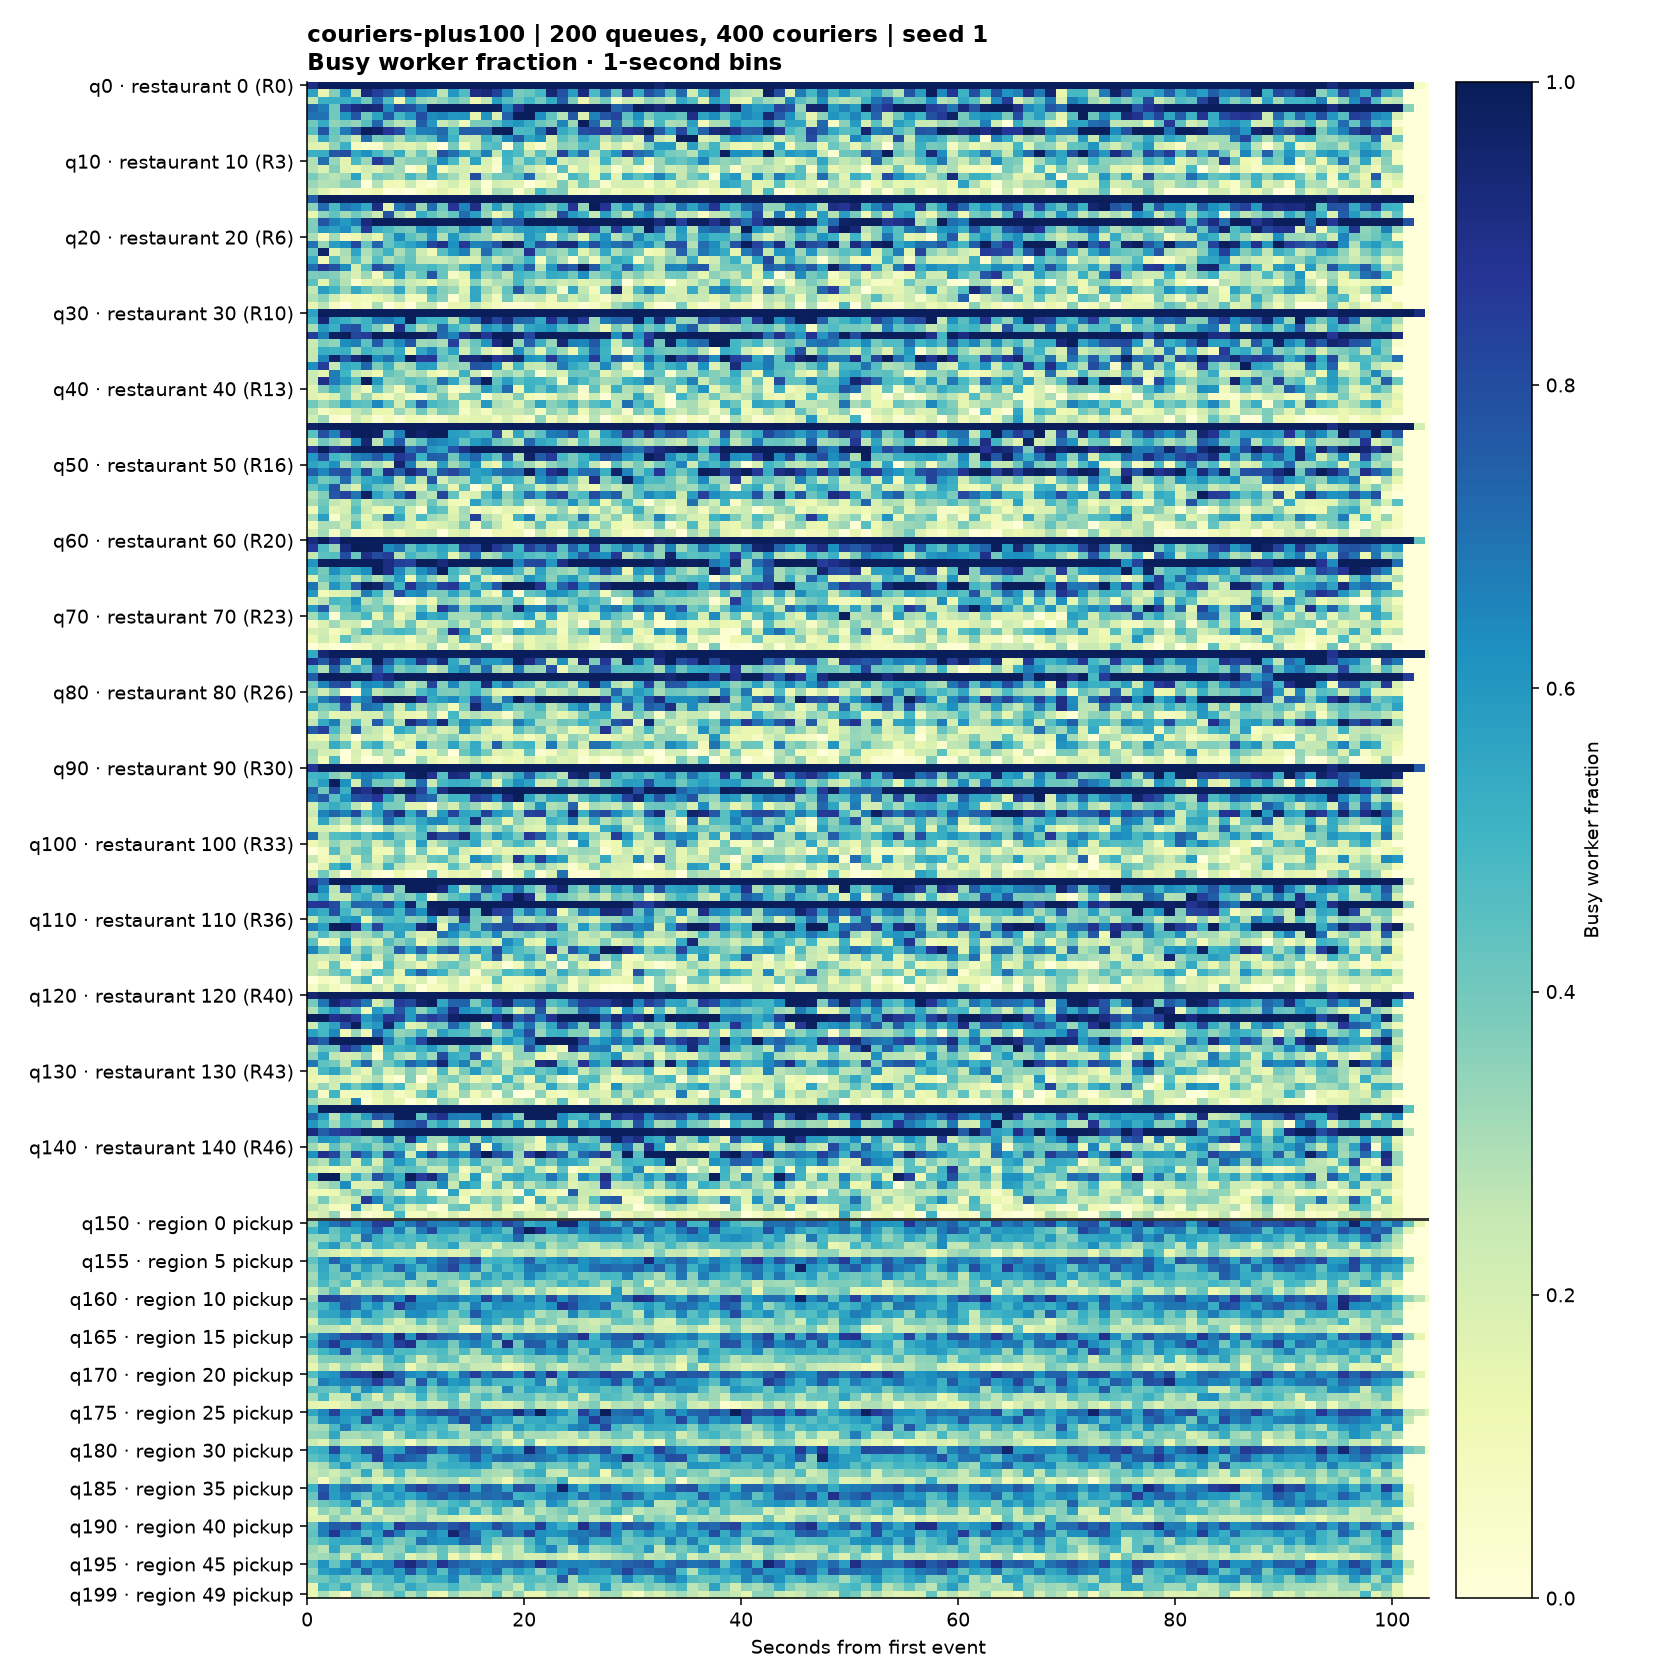 couriers-plus100 | 200 queues, 400 couriers | seed 1
Busy worker fraction · 1-second bins
q0 · restaurant 0 (R0)
q10 · restaurant 10 (R3)
q20 · restaurant 20 (R6)
q30 · restaurant 30 (R10)
q40 · restaurant 40 (R13)
q50 · restaurant 50 (R16)
q60 · restaurant 60 (R20)
q70 · restaurant 70 (R23)
q80 · restaurant 80 (R26)
q90 · restaurant 90 (R30)
q100 · restaurant 100 (R33)
q110 · restaurant 110 (R36)
q120 · restaurant 120 (R40)
q130 · restaurant 130 (R43)
q140 · restaurant 140 (R46)
q150 · region 0 pickup
q155 · region 5 pickup
q160 · region 10 pickup
q165 · region 15 pickup
q170 · region 20 pickup
q175 · region 25 pickup
q180 · region 30 pickup
q185 · region 35 pickup
q190 · region 40 pickup
q195 · region 45 pickup
q199 · region 49 pickup
0 20 40 60 80 100
Seconds from first event
1.0
0.8
0.6
0.4
0.2
0.0
Busy worker fraction